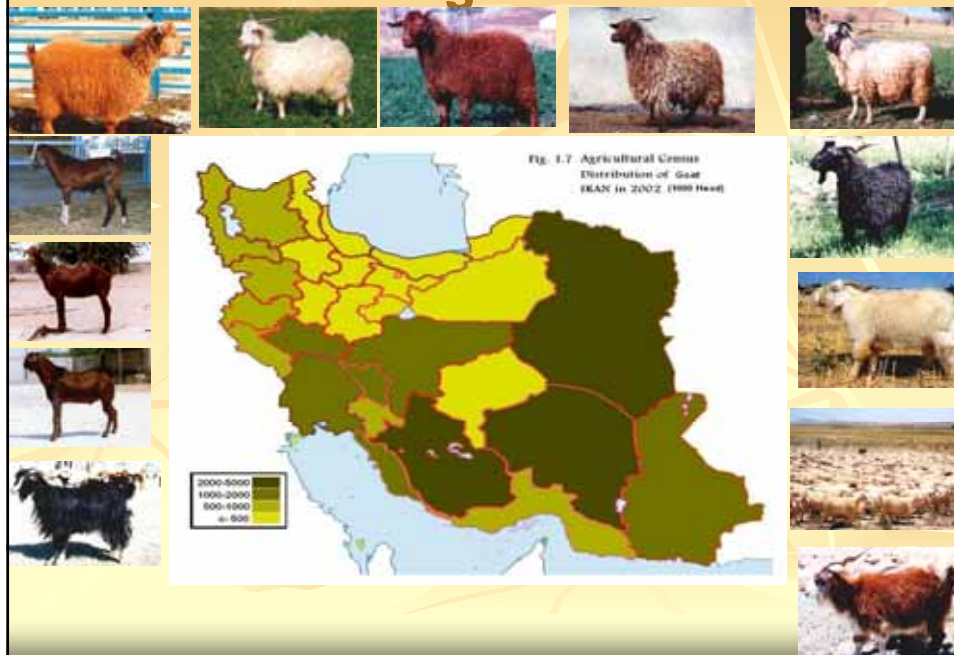 Fig. 1.7 Agricultural Census
Distribution of Goat
IRAN in 2002 (1000 Head)
2000-5000
1000-2000
500-1000
<- 500